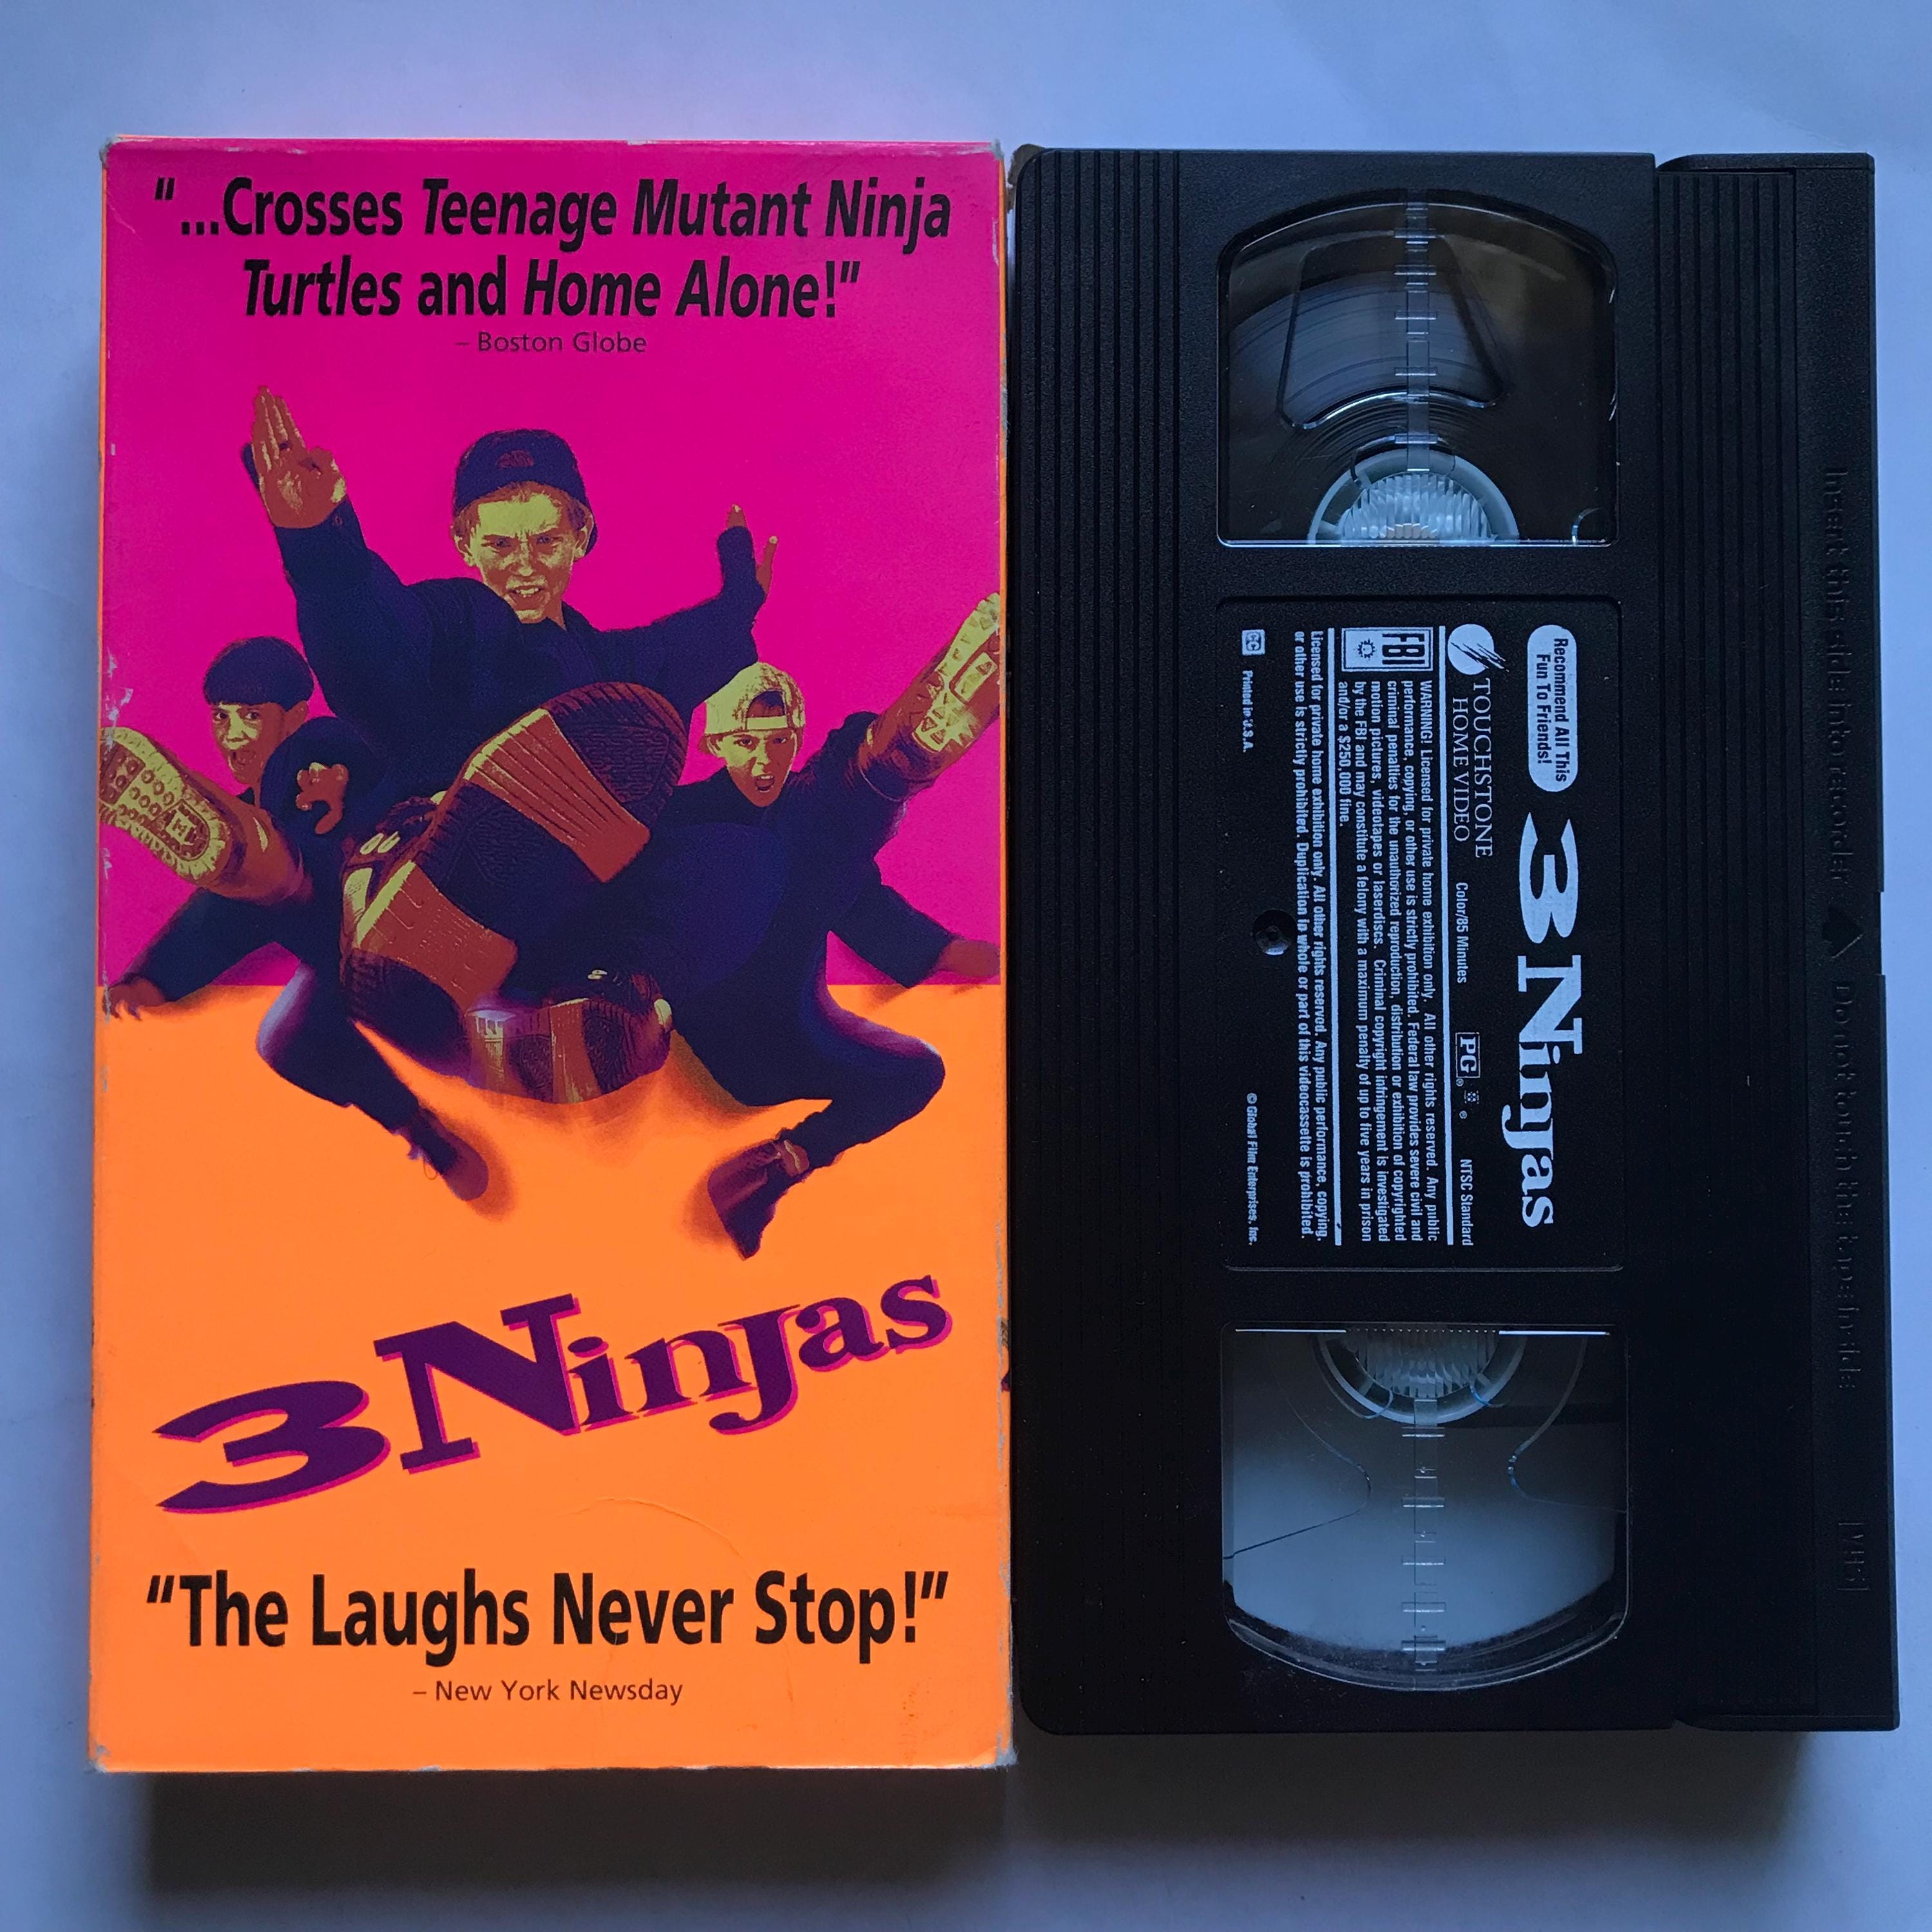 "...Crosses Teenage Mutant Ninja
Turtles and Home Alone!"
– Boston Globe
3 Ninjas
"The Laughs Never Stop!"
– New York Newsday
Recommend All This
Fun To Friends!
3 Ninjas
TOUCHSTONE
HOME VIDEO
Color/85 Minutes
PG
NTSC Standard
FBI
WARNING! Licensed for private home exhibition only. All other rights reserved. Any public
performance, copying, or other use is strictly prohibited. Federal law provides severe civil and
criminal penalties for the unauthorized reproduction, distribution or exhibition of copyrighted
motion pictures, videotapes or laserdiscs. Criminal copyright infringement is investigated
by the FBI and may constitute a felony with a maximum penalty of up to five years in prison
and/or a $250,000 fine.
Licensed for private home exhibition only. All other rights reserved. Any public performance, copying,
or other use is strictly prohibited. Duplication in whole or part of this videocassette is prohibited.
CC
Printed in U.S.A.
© Global Film Enterprises, Inc.
Insert this side into recorder
Do not touch the tape inside
VHS